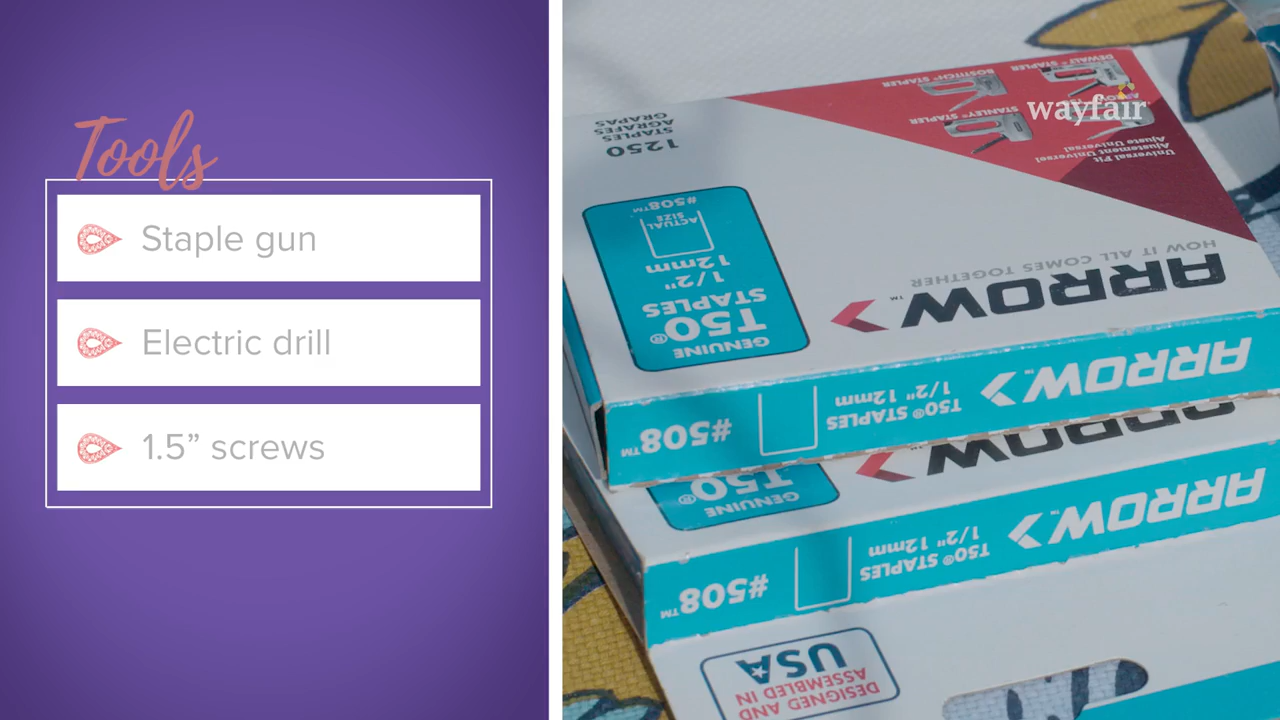 Tools
Staple gun
Electric drill
1.5” screws
wayfair
DEWALT® STAPLER
BOSTITCH® STAPLER
STANLEY® STAPLER
Universal Fit
Ajustement Universel
Ajuste Universal
1250
STAPLES
AGRAFES
GRAPAS
ARROW™
HOW IT ALL COMES TOGETHER
GENUINE
T50®
STAPLES
1/2"
12mm
ACTUAL
SIZE
#508™
ARROW™
T50® STAPLES
1/2" 12mm
#508™
ARROW
GENUINE
T50®
ARROW™
T50® STAPLES
1/2" 12mm
#508™
DESIGNED AND
ASSEMBLED IN
USA